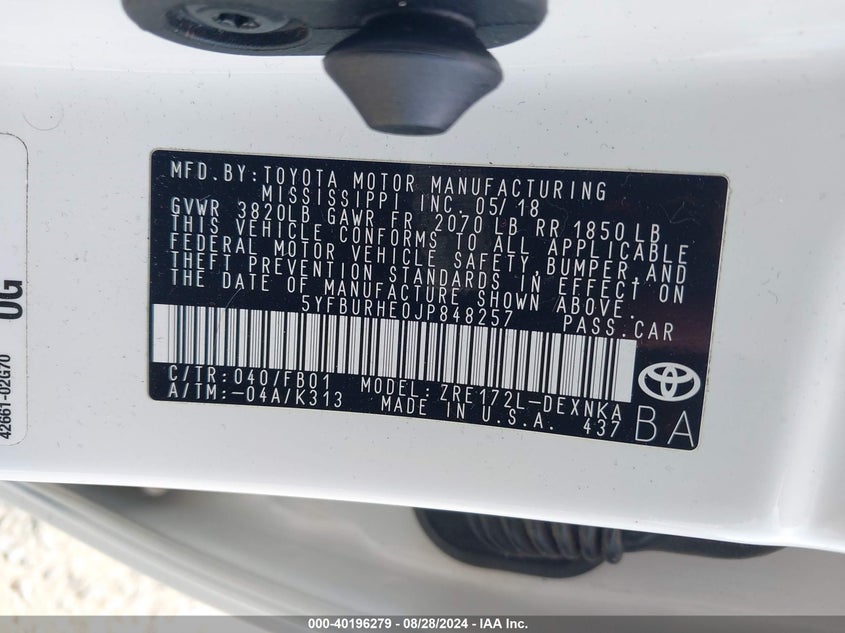 MFD.BY:TOYOTA MOTOR MANUFACTURING
MISSISSIPPI INC. 05/18
GVWR 3820LB GAWR FR 2070 LB RR 1850 LB
THIS VEHICLE CONFORMS TO ALL APPLICABLE
FEDERAL MOTOR VEHICLE SAFETY,BUMPER,AND
THEFT PREVENTION STANDARDS IN EFFECT ON
THE DATE OF MANUFACTURE SHOWN ABOVE.
5YFBURHE0JP848257 PASS.CAR
C/TR:040/FB01 MODEL:ZRE172L-DEXNKA
A/TM:-04A/K313 MADE IN U.S.A. 437
BA
42661-02G70
0G
000-40196279 - 08/28/2024 - IAA Inc.